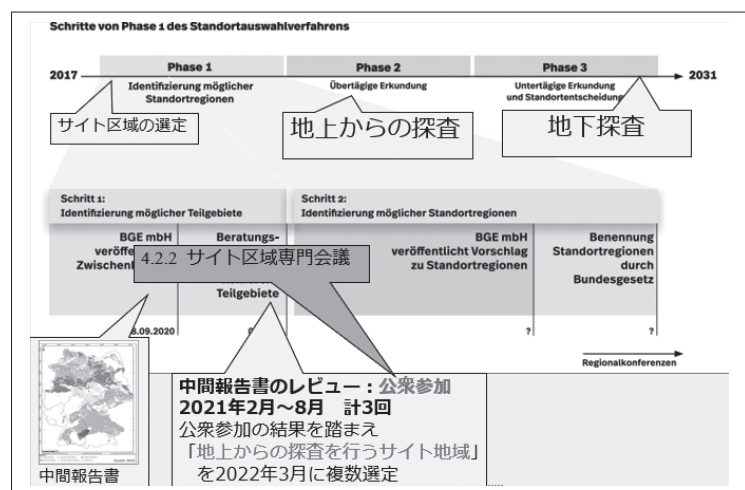 Schritte von Phase 1 des Standortauswahlverfahrens
2017
Phase 1
Phase 2
Phase 3
2031
Identifizierung möglicher
Standortregionen
Übertägige Erkundung
Untertägige Erkundung
und Standortentscheidung
サイト区域の選定
地上からの探査
地下探査
Schritt 1:
Identifizierung möglicher Teilgebiete
Schritt 2:
Identifizierung möglicher Standortregionen
BGE mbH
Beratungs-
BGE mbH
veröffentlicht Vorschlag
zu Standortregionen
Benennung
Standortregionen
durch
Bundesgesetz
4.2.2 サイト区域専門会議
Teilgebiete
?
?
Regionalkonferenzen
中間報告書
中間報告書のレビュー：公衆参加
2021年2月～8月 計3回
公衆参加の結果を踏まえ
「地上からの探査を行うサイト地域」
を2022年3月に複数選定